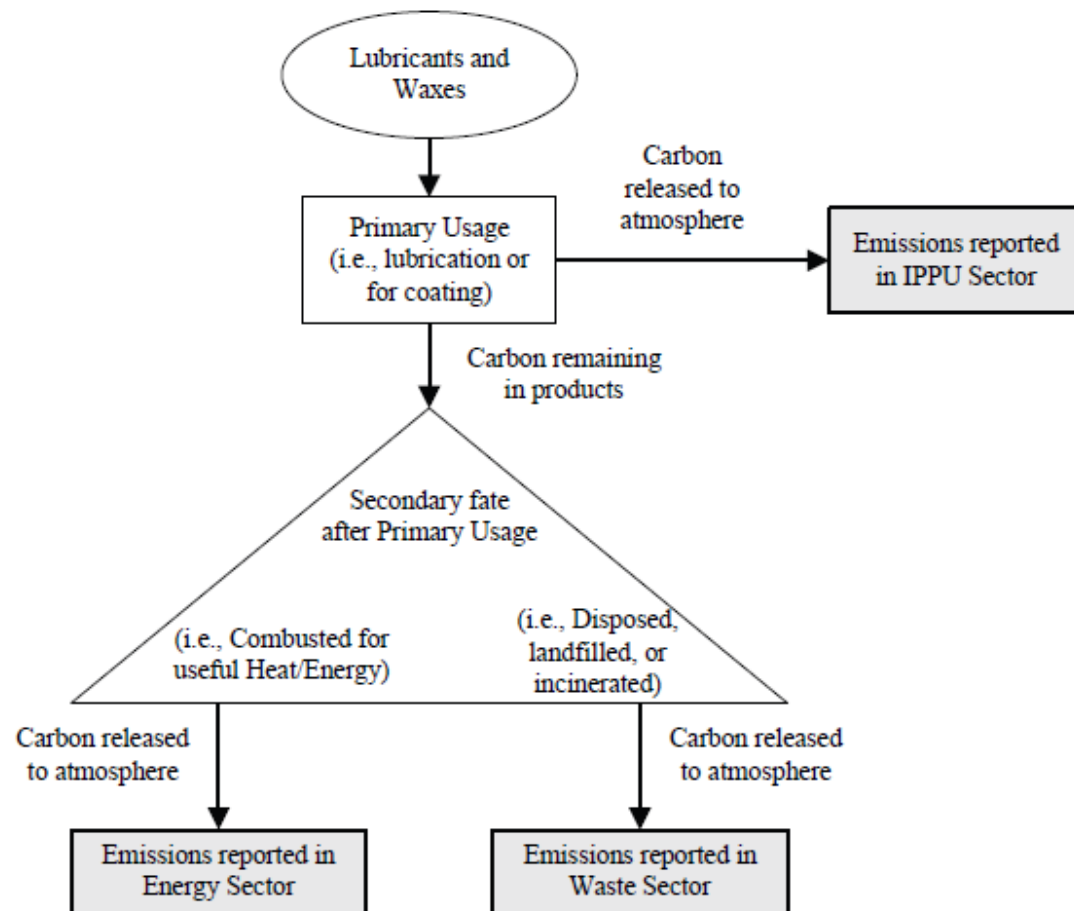 Lubricants and
Waxes
Carbon
released to
atmosphere
Primary Usage
(i.e., lubrication or
for coating)
Emissions reported
in IPPU Sector
Carbon remaining
in products
Secondary fate
after Primary Usage
(i.e., Combusted for
useful Heat/Energy)
(i.e., Disposed,
landfilled, or
incinerated)
Carbon released
to atmosphere
Carbon released
to atmosphere
Emissions reported in
Energy Sector
Emissions reported in
Waste Sector